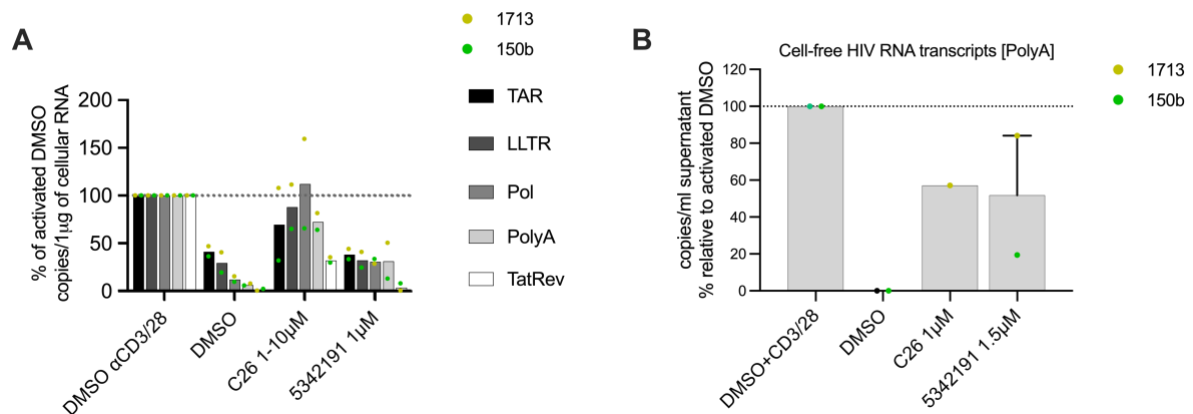 A
1713
150b
% of activated DMSO
copies/1µg of cellular RNA
200
150
100
50
0
DMSO αCD3/28
DMSO
C26 1-10µM
5342191 1µM
TAR
LLTR
Pol
PolyA
TatRev
B
Cell-free HIV RNA transcripts [PolyA]
1713
150b
copies/ml supernatant
% relative to activated DMSO
120
100
80
60
40
20
0
DMSO+CD3/28
DMSO
C26 1µM
5342191 1.5µM